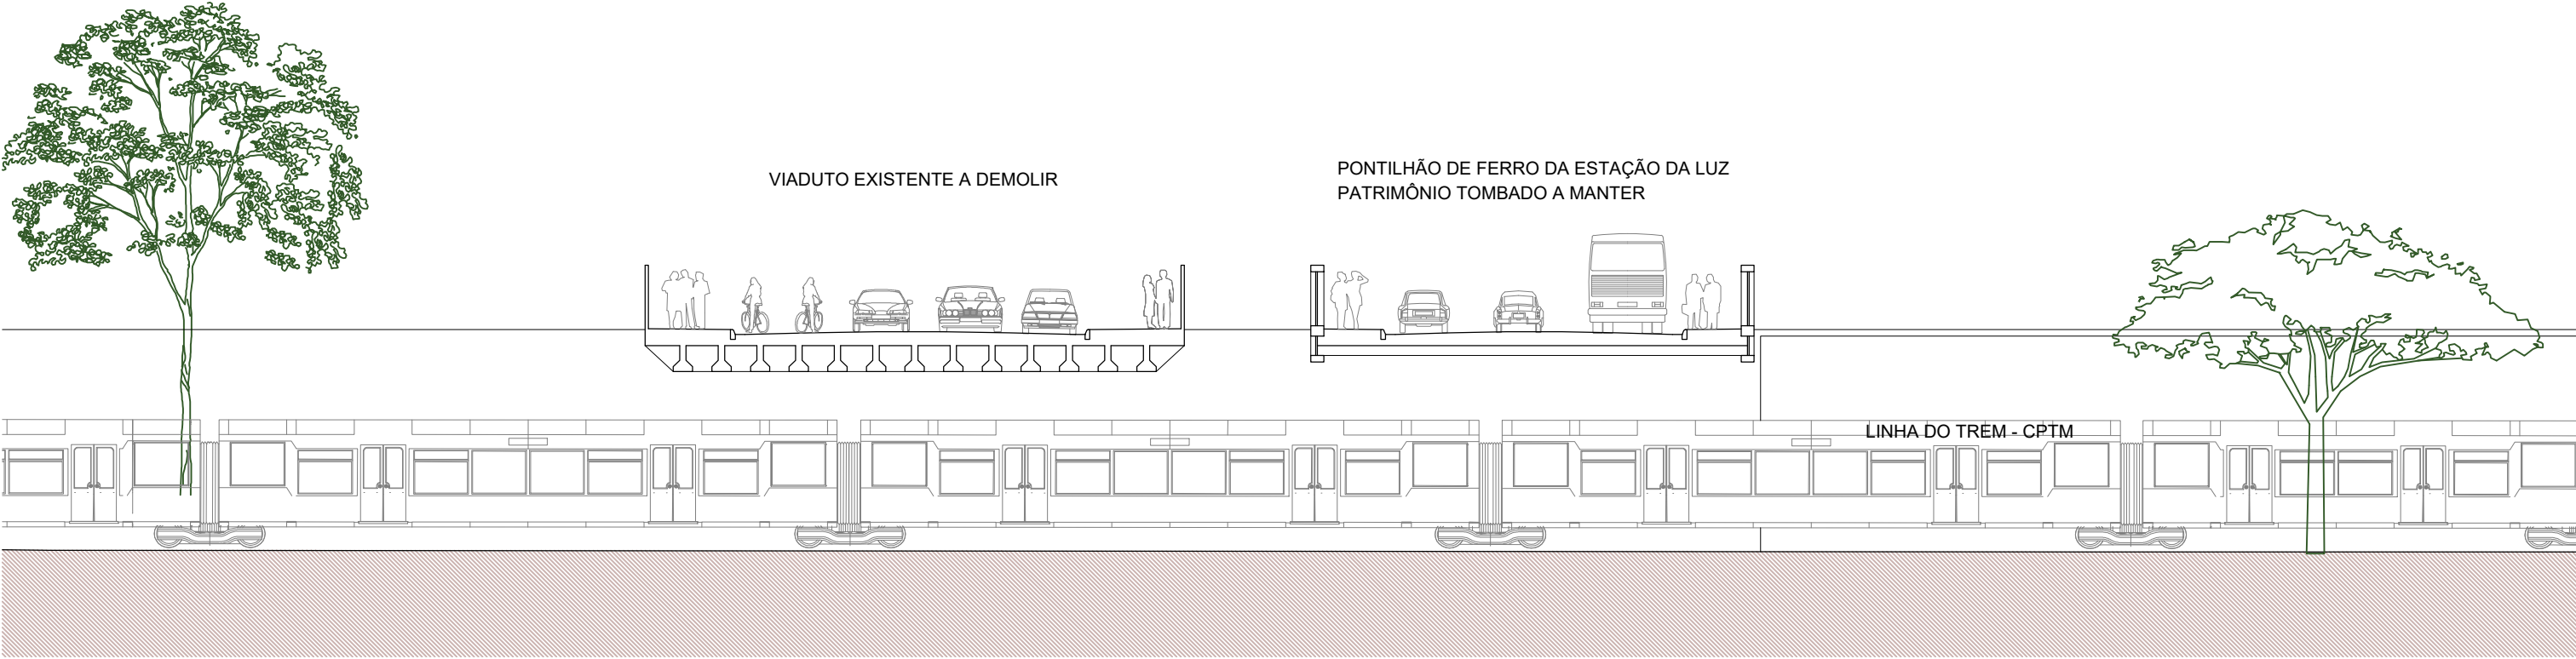 VIADUTO EXISTENTE A DEMOLIR
PONTILHÃO DE FERRO DA ESTAÇÃO DA LUZ
PATRIMÔNIO TOMBADO A MANTER
LINHA DO TREM - CPTM